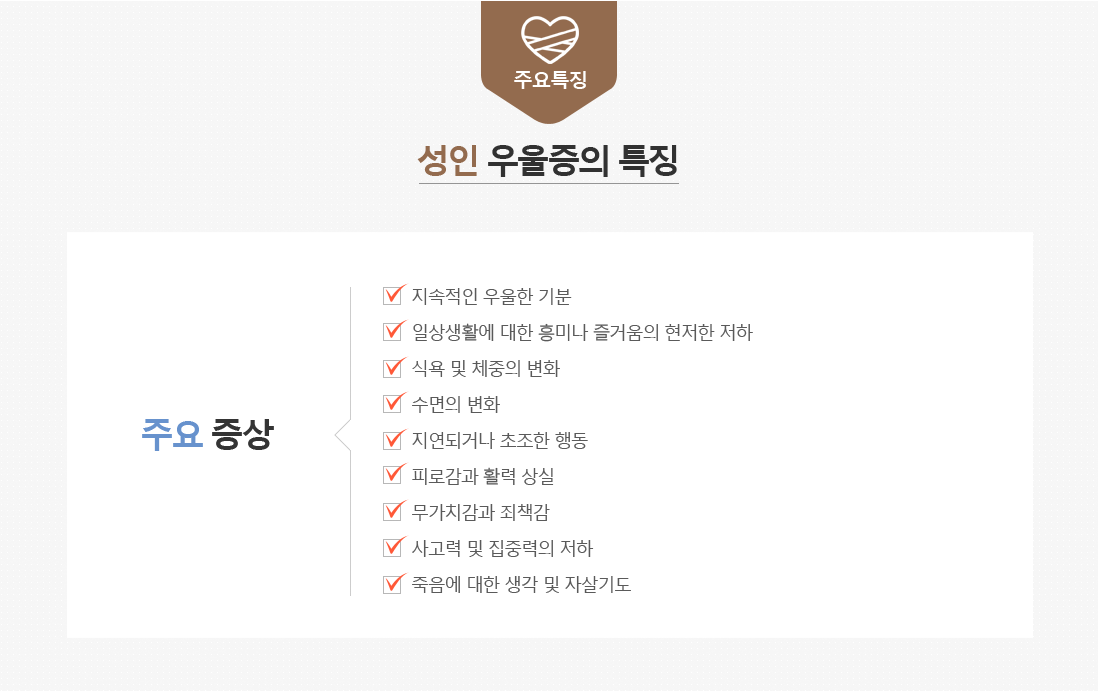 주요특징
성인 우울증의 특징
주요 증상
지속적인 우울한 기분
일상생활에 대한 흥미나 즐거움의 현저한 저하
식욕 및 체중의 변화
수면의 변화
지연되거나 초조한 행동
피로감과 활력 상실
무가치감과 죄책감
사고력 및 집중력의 저하
죽음에 대한 생각 및 자살기도